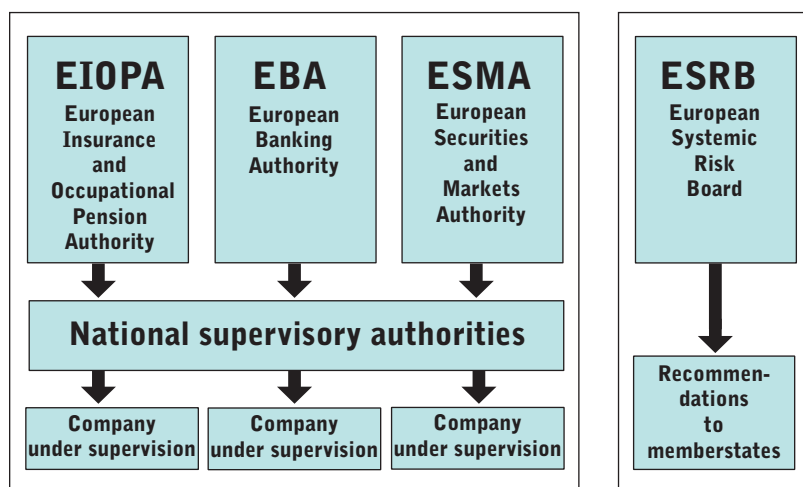 EIOPA
European
Insurance
and
Occupational
Pension
Authority
EBA
European
Banking
Authority
ESMA
European
Securities
and
Markets
Authority
National supervisory authorities
Company
under supervision
Company
under supervision
Company
under supervision
ESRB
European
Systemic
Risk
Board
Recommen-
dations
to
memberstates